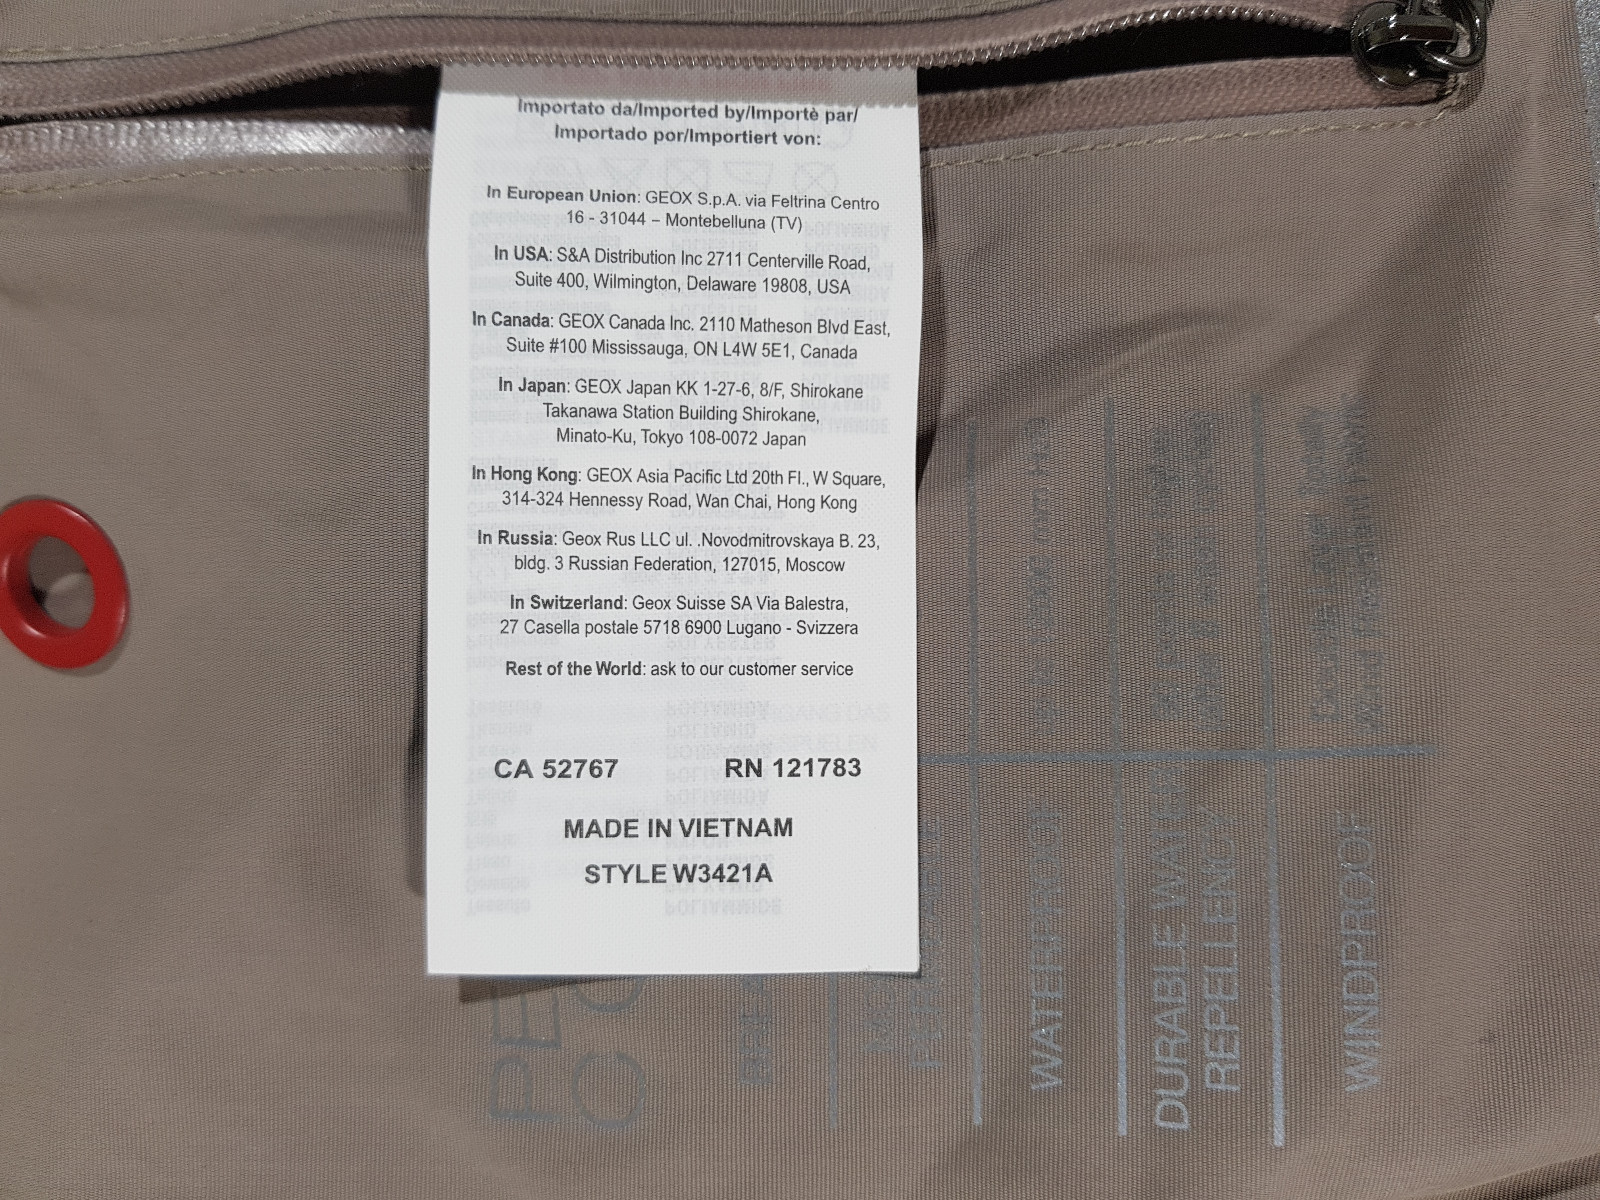 Importato da/Imported by/Importè par/
Importado por/Importiert von:
In European Union: GEOX S.p.A. via Feltrina Centro
16 - 31044 – Montebelluna (TV)
In USA: S&A Distribution Inc 2711 Centerville Road,
Suite 400, Wilmington, Delaware 19808, USA
In Canada: GEOX Canada Inc. 2110 Matheson Blvd East,
Suite #100 Mississauga, ON L4W 5E1, Canada
In Japan: GEOX Japan KK 1-27-6, 8/F, Shirokane
Takanawa Station Building Shirokane,
Minato-Ku, Tokyo 108-0072 Japan
In Hong Kong: GEOX Asia Pacific Ltd 20th Fl., W Square,
314-324 Hennessy Road, Wan Chai, Hong Kong
In Russia: Geox Rus LLC ul. .Novodmitrovskaya B. 23,
bldg. 3 Russian Federation, 127015, Moscow
In Switzerland: Geox Suisse SA Via Balestra,
27 Casella postale 5718 6900 Lugano - Svizzera
Rest of the World: ask to our customer service
CA 52767 RN 121783
MADE IN VIETNAM
STYLE W3421A
WATERPROOF
DURABLE WATER
REPELLENCY
WINDPROOF